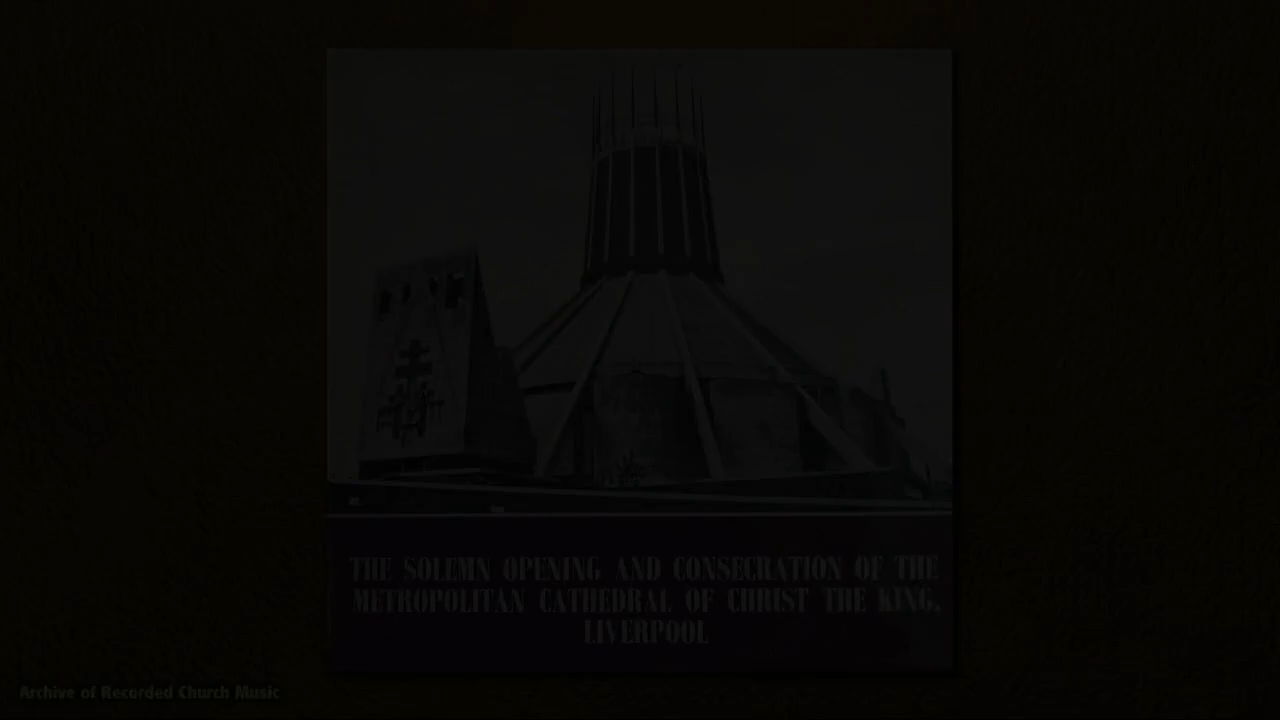 THE SOLEMN OPENING AND CONSECRATION OF THE
METROPOLITAN CATHEDRAL OF CHRIST THE KING,
LIVERPOOL
Archive of Recorded Church Music